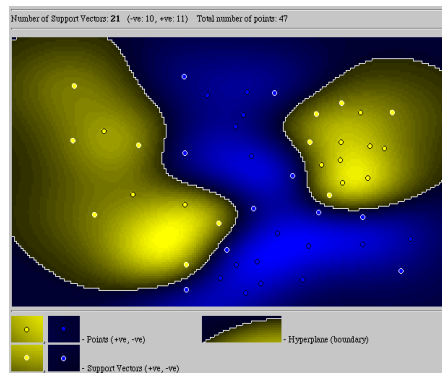 Number of Support Vectors: 21 (-ve: 10, +ve: 11) Total number of points: 47
- Points (+ve, -ve)
- Hyperplane (boundary)
- Support Vectors (+ve, -ve)